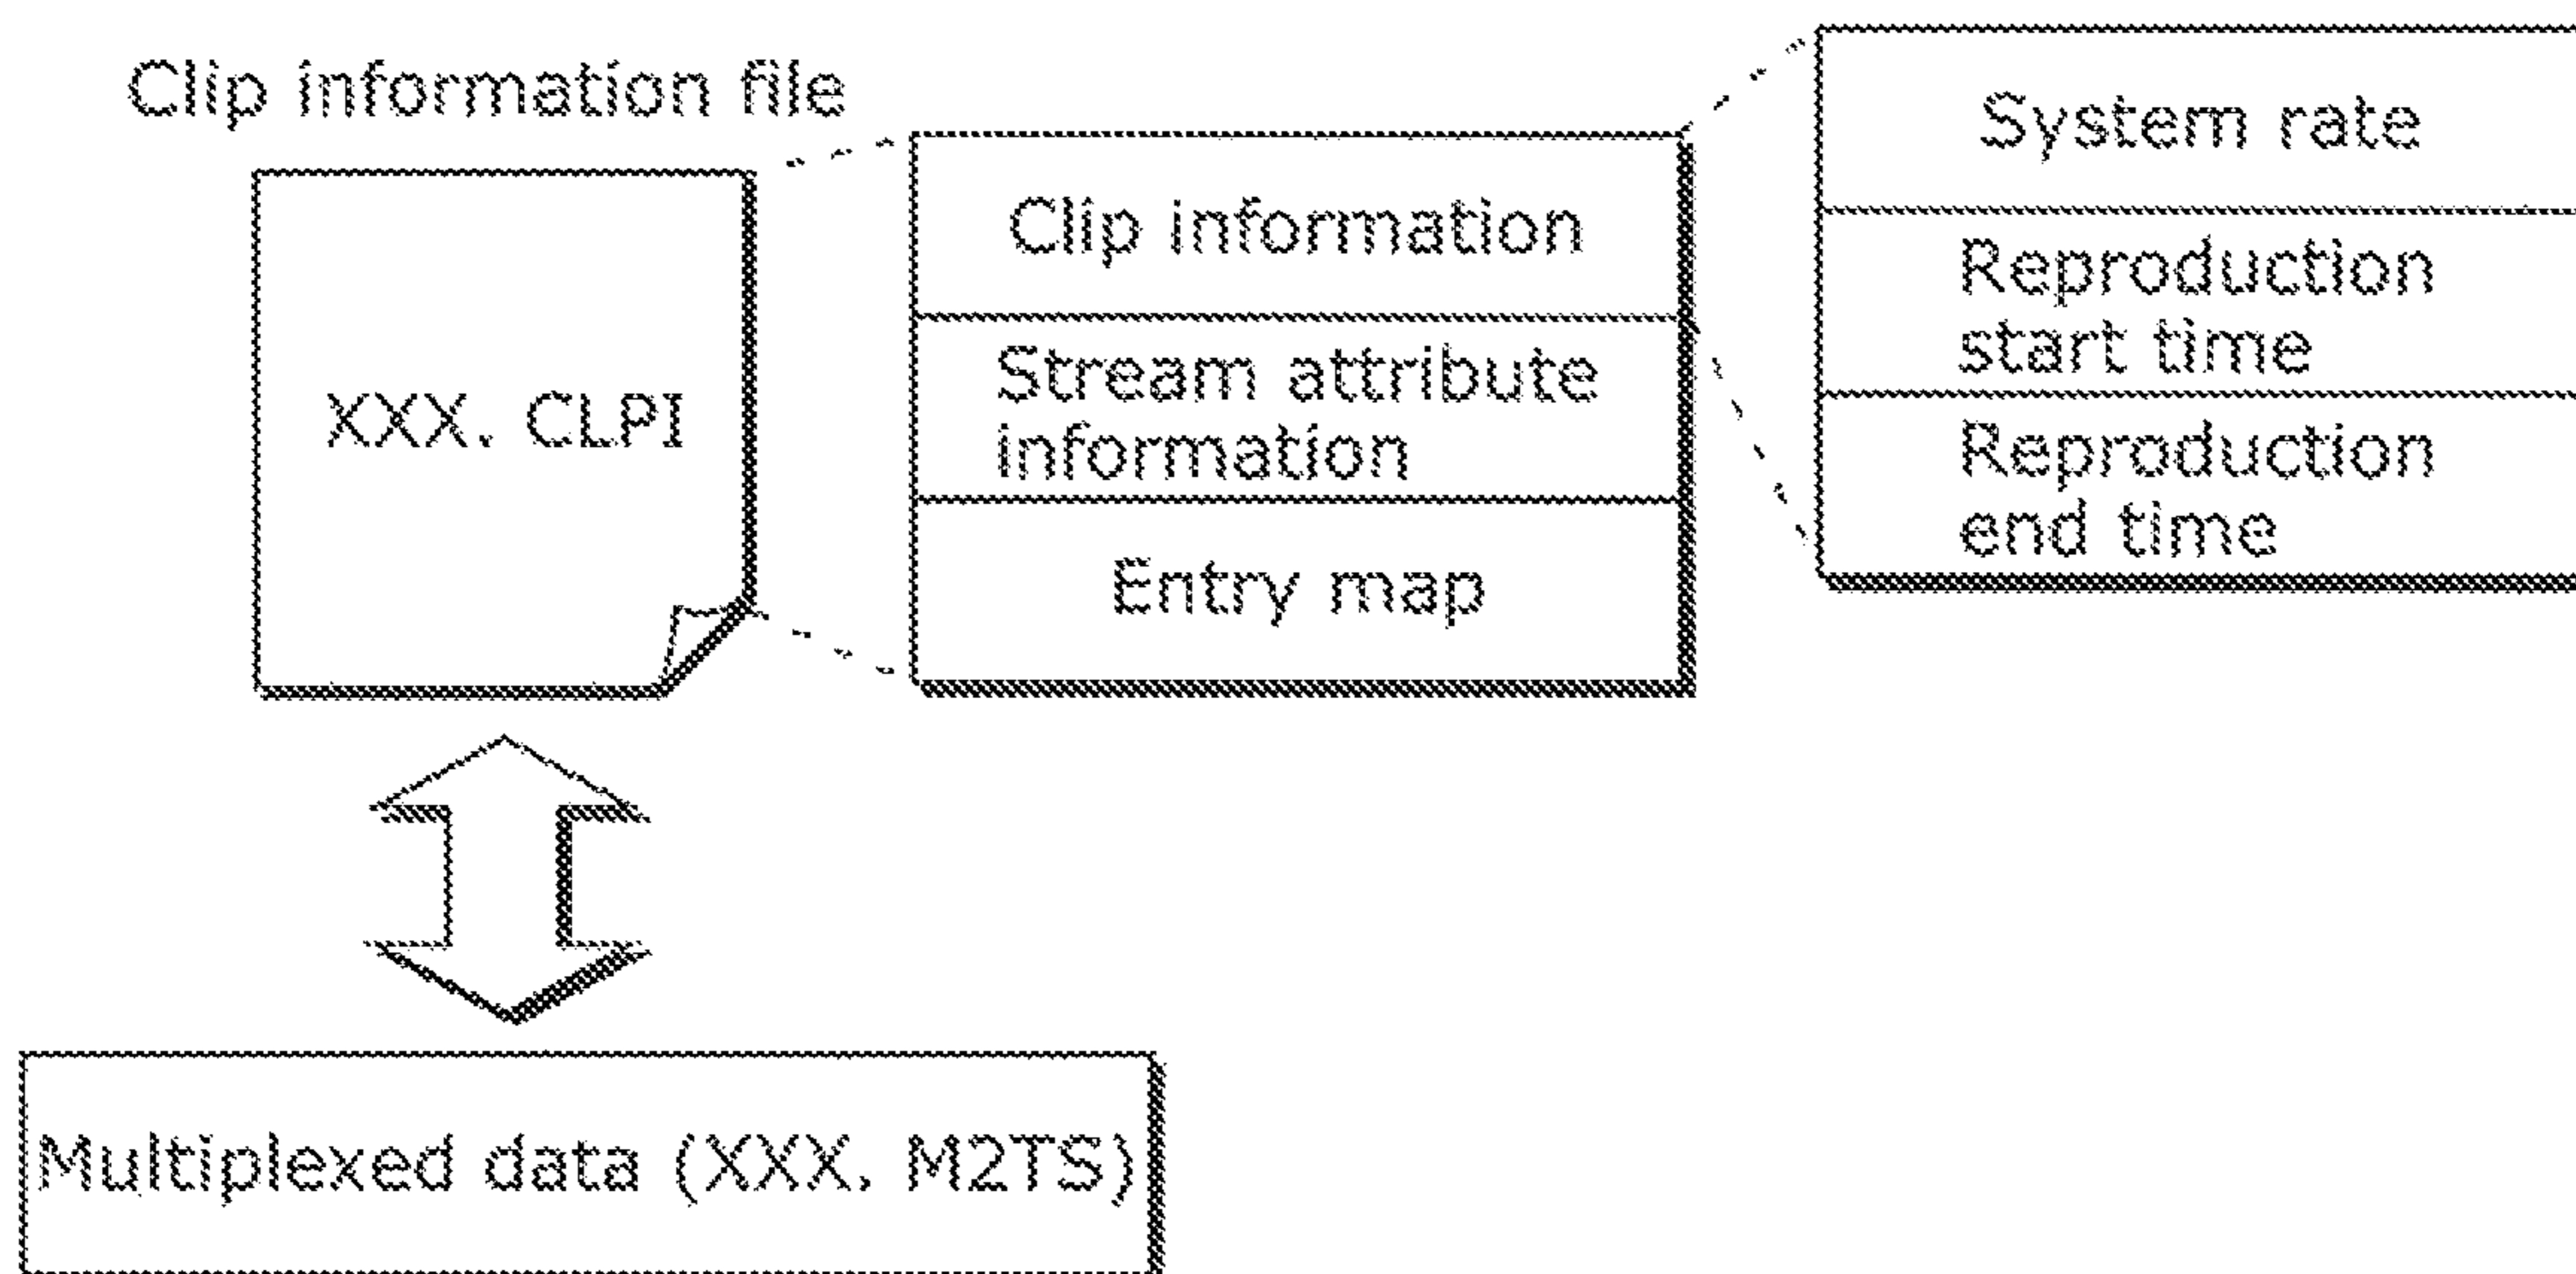 Clip information file
XXX. CLPI
Clip information
Stream attribute
information
Entry map
System rate
Reproduction
start time
Reproduction
end time
Multiplexed data (XXX. M2TS)